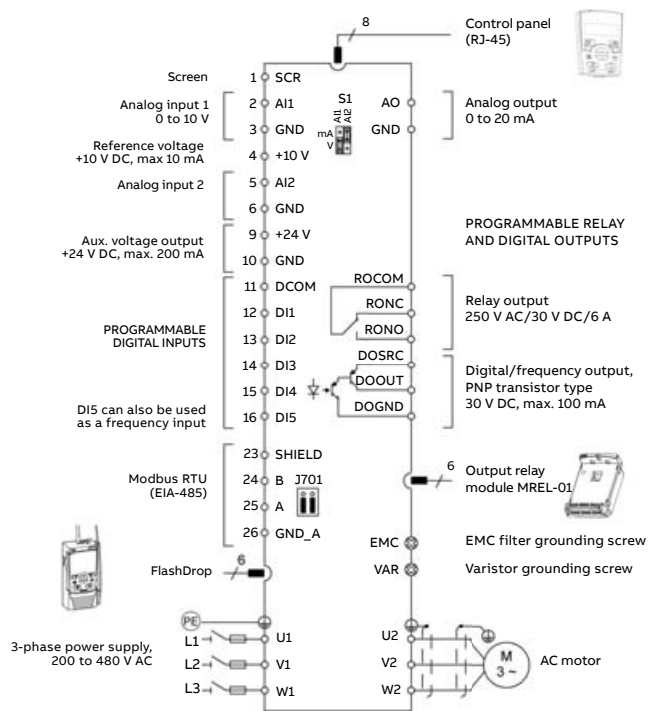 8
Control panel
(RJ-45)
Screen
1 SCR
Analog input 1
0 to 10 V
2 AI1
3 GND
Reference voltage
+10 V DC, max 10 mA
4 +10 V
Analog input 2
5 AI2
6 GND
Aux. voltage output
+24 V DC, max. 200 mA
9 +24 V
10 GND
PROGRAMMABLE
DIGITAL INPUTS
11 DCOM
12 DI1
13 DI2
14 DI3
15 DI4
16 DI5
DI5 can also be used
as a frequency input
Modbus RTU
(EIA-485)
23 SHIELD
24 B
25 A
26 GND_A
J701
6
FlashDrop
PE
3-phase power supply,
200 to 480 V AC
L1 U1
L2 V1
L3 W1
S1
AI1
AI2
mA
V
AO
GND
Analog output
0 to 20 mA
PROGRAMMABLE RELAY
AND DIGITAL OUTPUTS
ROCOM
RONC
RONO
Relay output
250 V AC/30 V DC/6 A
DOSRC
DOOUT
DOGND
Digital/frequency output,
PNP transistor type
30 V DC, max. 100 mA
6
Output relay
module MREL-01
EMC
EMC filter grounding screw
VAR
Varistor grounding screw
U2
V2
W2
M
3 ~
AC motor